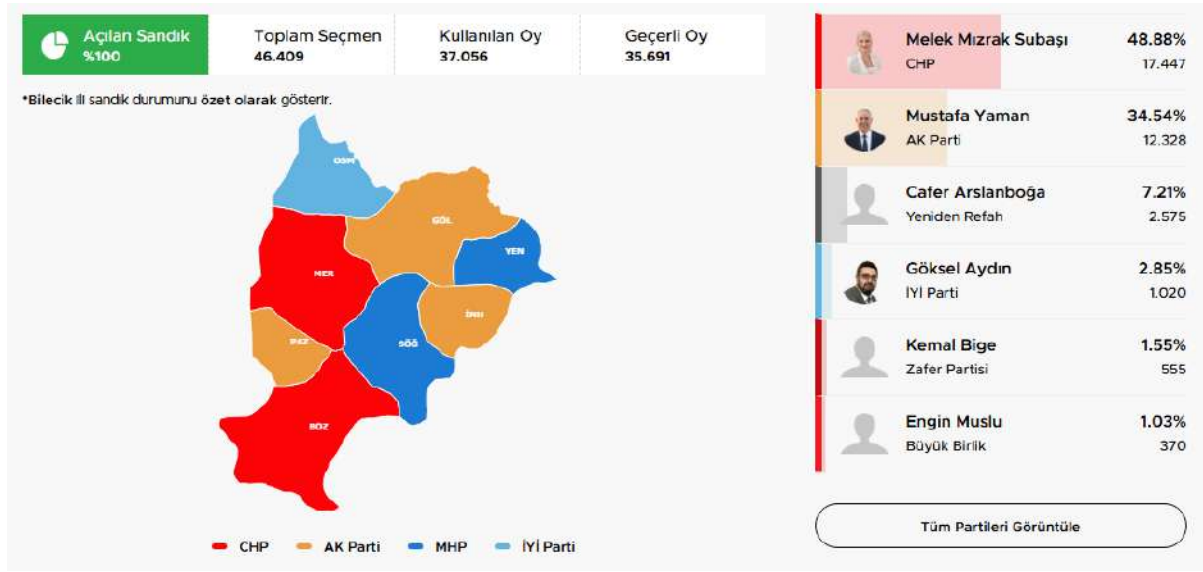 Açılan Sandık
%100
Toplam Seçmen
46.409
Kullanılan Oy
37.056
Geçerli Oy
35.691
*Bilecik ili sandık durumunu özet olarak gösterir.
OSM
GÖL
YEN
MER
İNH
PAZ
SÖĞ
BOZ
CHP
AK Parti
MHP
İYİ Parti
Melek Mızrak Subaşı
48.88%
CHP
17.447
Mustafa Yaman
34.54%
AK Parti
12.328
Cafer Arslanboğa
7.21%
Yeniden Refah
2.575
Göksel Aydın
2.85%
İYİ Parti
1.020
Kemal Bige
1.55%
Zafer Partisi
555
Engin Muslu
1.03%
Büyük Birlik
370
Tüm Partileri Görüntüle